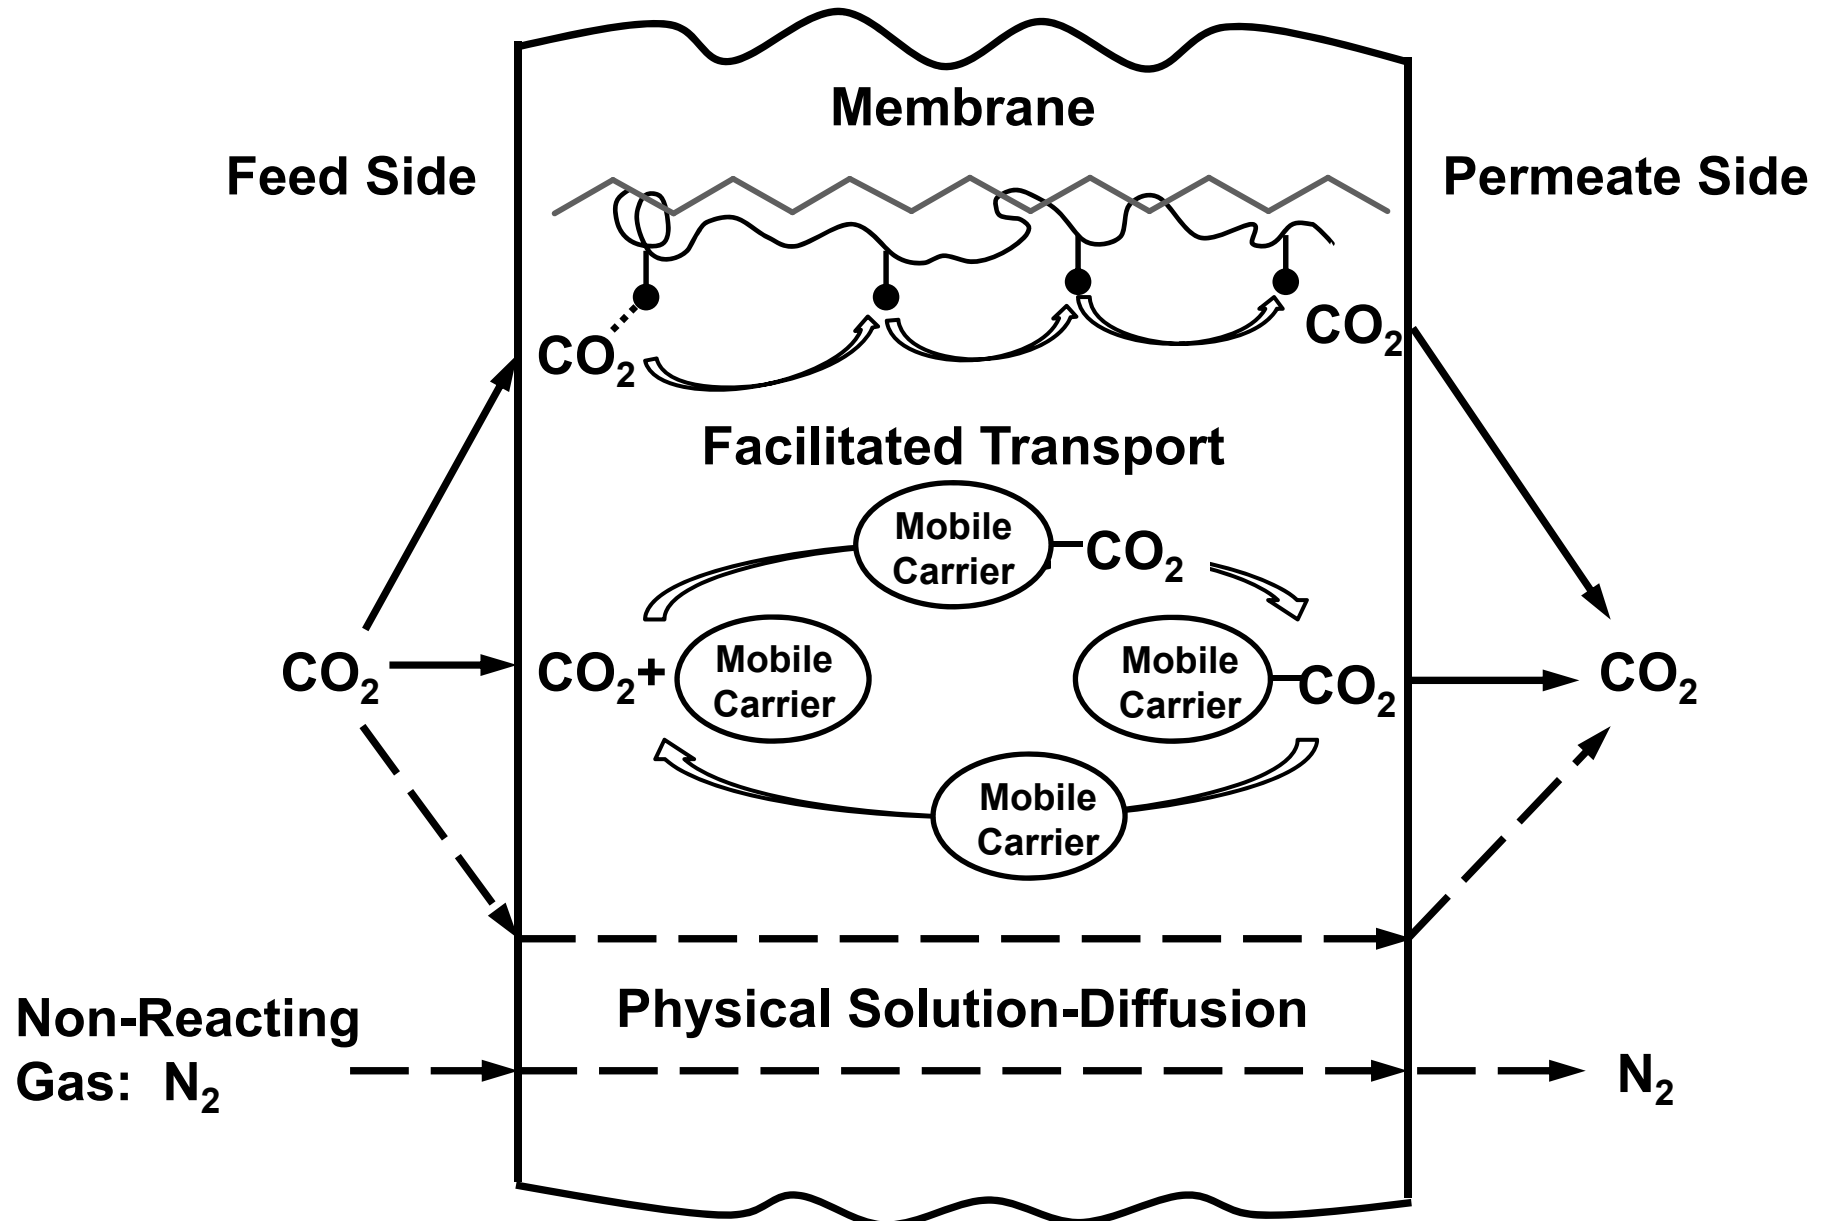 Membrane
Feed Side
Permeate Side
CO₂
CO₂
Facilitated Transport
Mobile
Carrier
CO₂
CO₂
CO₂+
Mobile
Carrier
Mobile
Carrier
CO₂
CO₂
Mobile
Carrier
Physical Solution-Diffusion
Non-Reacting
Gas: N₂
N₂